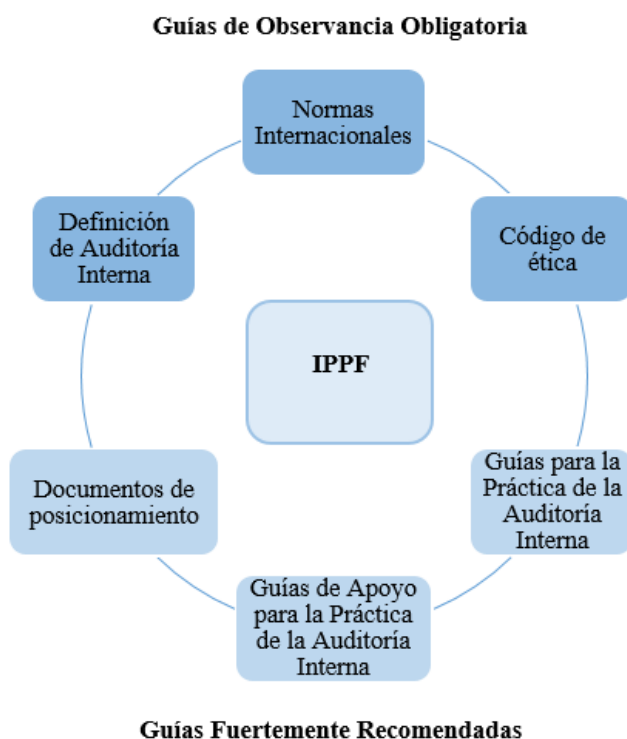 Guías de Observancia Obligatoria
Normas
Internacionales
Definición
de Auditoría
Interna
Código de
ética
IPPF
Documentos de
posicionamiento
Guías para la
Práctica de la
Auditoría
Interna
Guías de Apoyo
para la Práctica
de la Auditoría
Interna
Guías Fuertemente Recomendadas